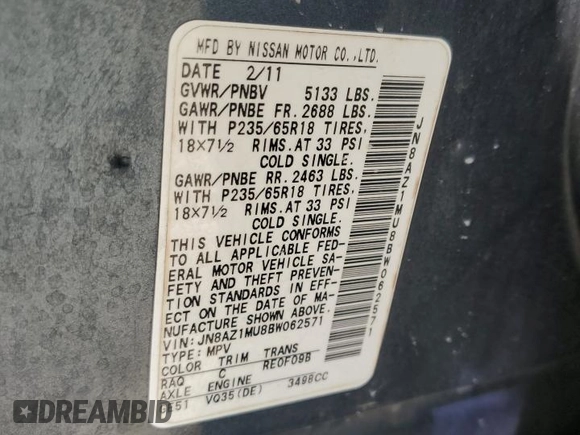 MFD BY NISSAN MOTOR CO.,LTD.
DATE 2/11
GVWR/PNBV 5133 LBS.
GAWR/PNBE FR. 2688 LBS.
WITH P235/65R18 TIRES,
18×7½ RIMS.AT 33 PSI
COLD SINGLE.
GAWR/PNBE RR. 2463 LBS.
WITH P235/65R18 TIRES,
18×7½ RIMS.AT 33 PSI
COLD SINGLE.
THIS VEHICLE CONFORMS
TO ALL APPLICABLE FED-
ERAL MOTOR VEHICLE SA-
FETY AND THEFT PREVEN-
TION STANDARDS IN EFF-
ECT ON THE DATE OF MA-
NUFACTURE SHOWN ABOVE.
VIN: JN8AZ1MU8BW062571
TYPE: MPV
COLOR TRIM TRANS
RAQ C RE0F09B
AXLE ENGINE
VQ35(DE) 3498CC
JN8AZ1MU8BW062571
DREAMBID